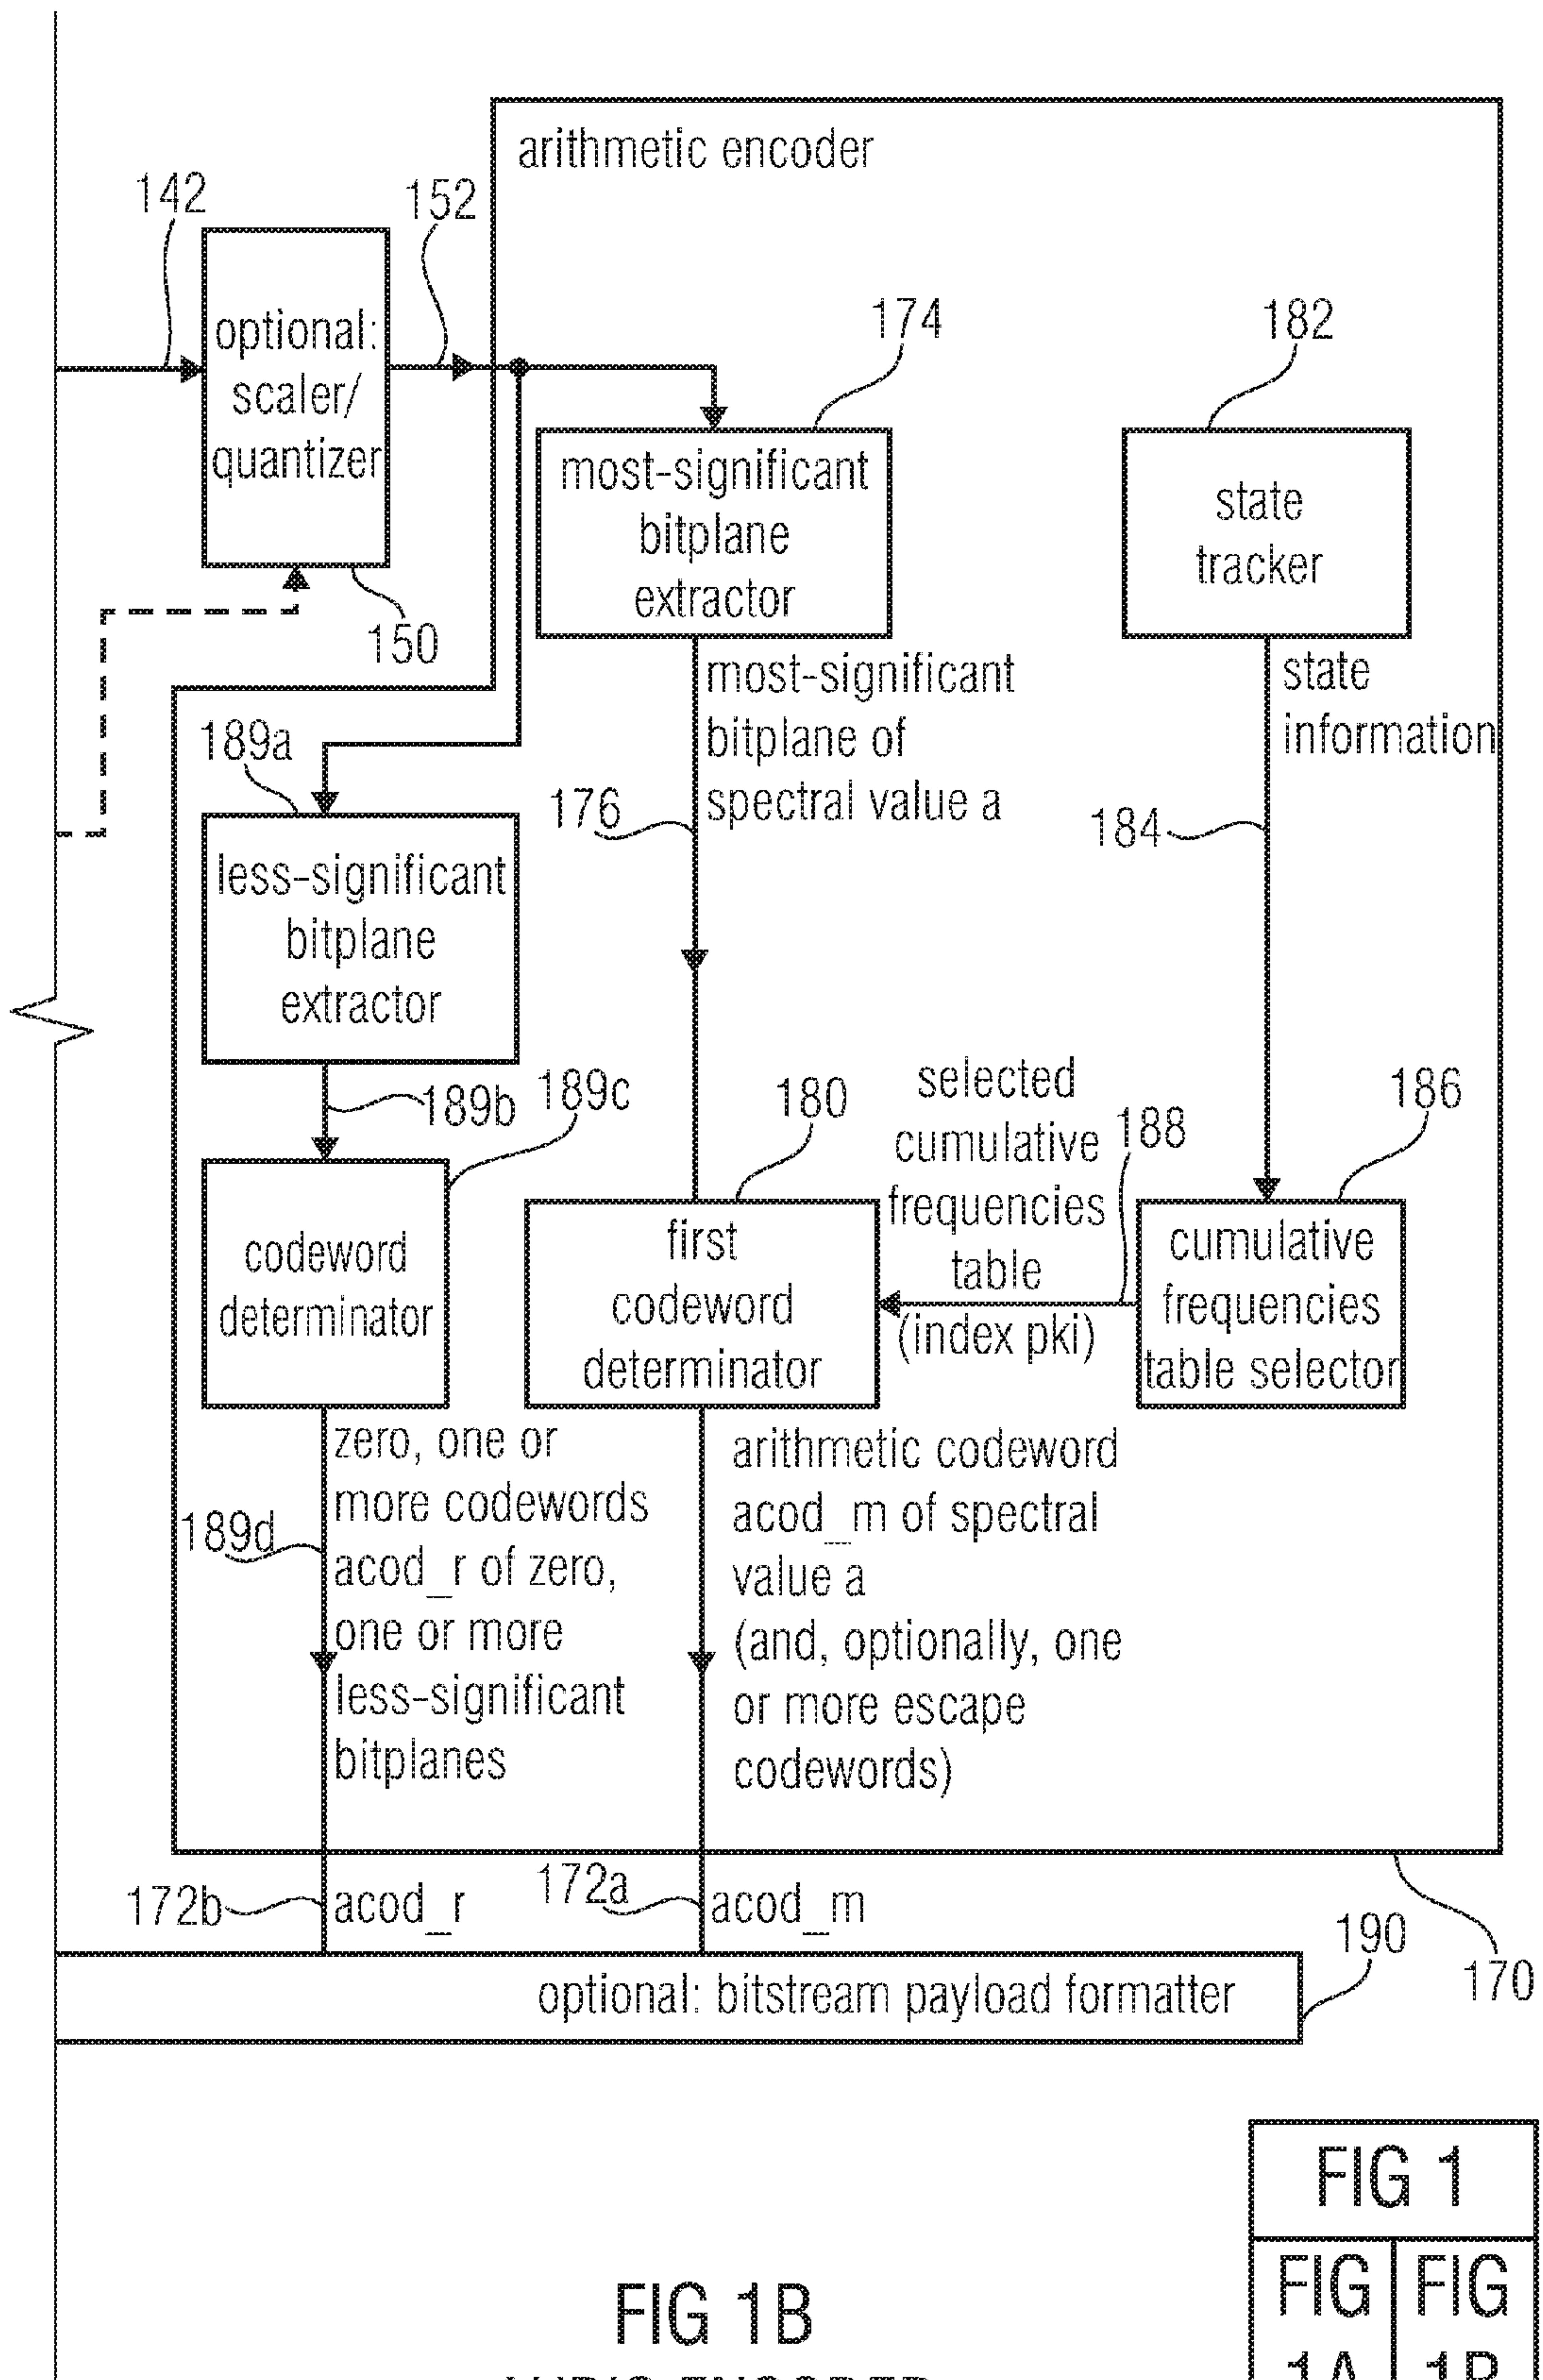 arithmetic encoder
142
152
174
182
optional:
scaler/
quantizer
150
most-significant
bitplane
extractor
state
tracker
most-significant
bitplane of
spectral value a
state
information
176
184
189a
less-significant
bitplane
extractor
189b
189c
180
selected
cumulative
frequencies
table
(index pki)
188
186
codeword
determinator
first
codeword
determinator
cumulative
frequencies
table selector
zero, one or
more codewords
acod_r of zero,
one or more
less-significant
bitplanes
189d
arithmetic codeword
acod_m of spectral
value a
(and, optionally, one
or more escape
codewords)
172b
acod_r
172a
acod_m
190
170
optional: bitstream payload formatter
FIG 1
FIG
1A
FIG
1B
FIG 1B